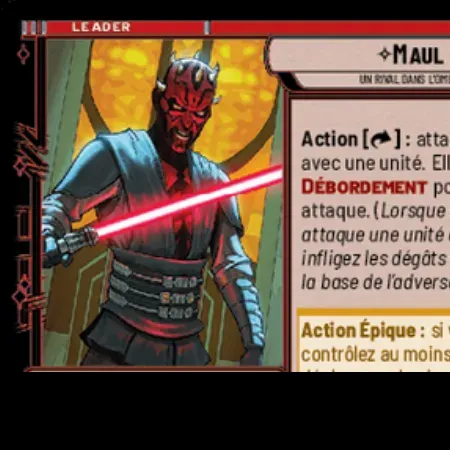 LEADER
MAUL
UN RIVAL DANS L'OM
Action [ ] : atta
avec une unité. Ell
DÉBORDEMENT po
attaque. (Lorsque
attaque une unité
infligez les dégâts
la base de l'advers
Action Épique : si v
contrôlez au moins